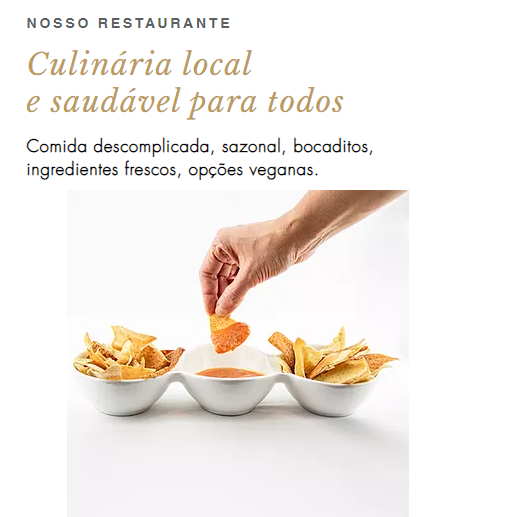 NOSSO RESTAURANTE
Culinária local
e saudável para todos
Comida descomplicada, sazonal, bocaditos,
ingredientes frescos, opções veganas.